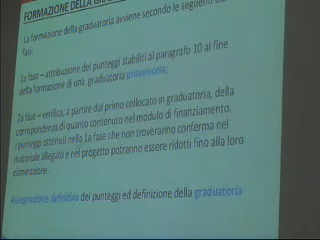 FORMAZIONE DELLA
La formazione della graduatoria avviene secondo le seguenti
fasi:
1a fase – attribuzione dei punteggi stabiliti al paragrafo 10 al fine
della formazione di una graduatoria provvisoria;
2a fase – verifica, a partire dal primo collocato in graduatoria, della
corrispondenza di quanto contenuto nel modulo di finanziamento.
i punteggi ottenuti nella 1a fase che non troveranno conferma nel
materiale allegato e nel progetto potranno essere ridotti fino alla loro
eliminazione.
Assegnazione definitiva dei punteggi ed definizione della graduatoria